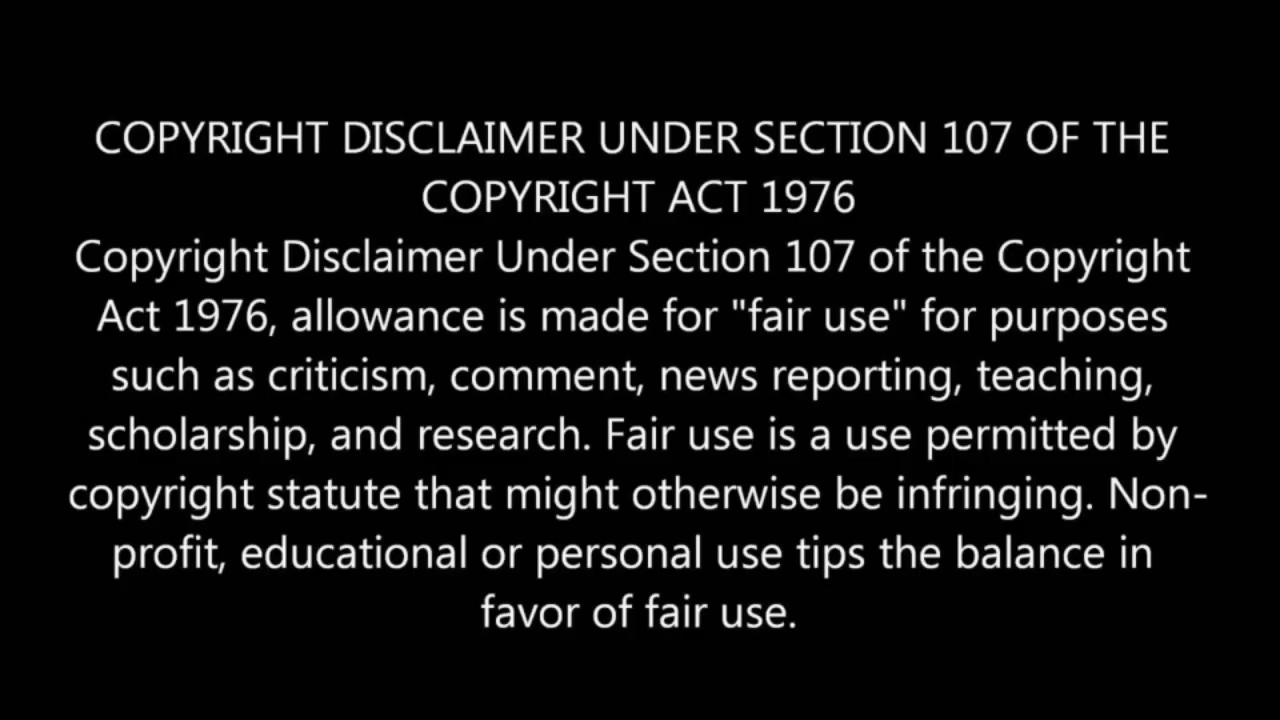 COPYRIGHT DISCLAIMER UNDER SECTION 107 OF THE
COPYRIGHT ACT 1976
Copyright Disclaimer Under Section 107 of the Copyright
Act 1976, allowance is made for "fair use" for purposes
such as criticism, comment, news reporting, teaching,
scholarship, and research. Fair use is a use permitted by
copyright statute that might otherwise be infringing. Non-
profit, educational or personal use tips the balance in
favor of fair use.